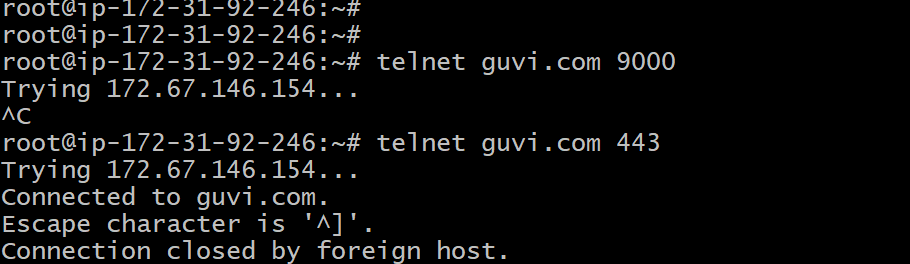 root@ip-172-31-92-246:~#
root@ip-172-31-92-246:~#
root@ip-172-31-92-246:~# telnet guvi.com 9000
Trying 172.67.146.154...
^C
root@ip-172-31-92-246:~# telnet guvi.com 443
Trying 172.67.146.154...
Connected to guvi.com.
Escape character is '^]'.
Connection closed by foreign host.